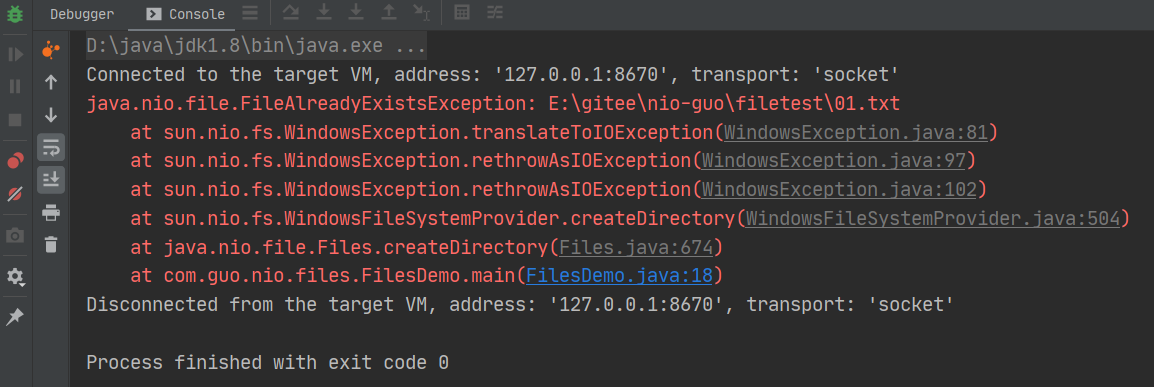 Debugger Console
D:\java\jdk1.8\bin\java.exe ...
Connected to the target VM, address: '127.0.0.1:8670', transport: 'socket'
java.nio.file.FileAlreadyExistsException: E:\gitee\nio-guo\filetest\01.txt
at sun.nio.fs.WindowsException.translateToIOException(WindowsException.java:81)
at sun.nio.fs.WindowsException.rethrowAsIOException(WindowsException.java:97)
at sun.nio.fs.WindowsException.rethrowAsIOException(WindowsException.java:102)
at sun.nio.fs.WindowsFileSystemProvider.createDirectory(WindowsFileSystemProvider.java:504)
at java.nio.file.Files.createDirectory(Files.java:674)
at com.guo.nio.files.FilesDemo.main(FilesDemo.java:18)
Disconnected from the target VM, address: '127.0.0.1:8670', transport: 'socket'
Process finished with exit code 0